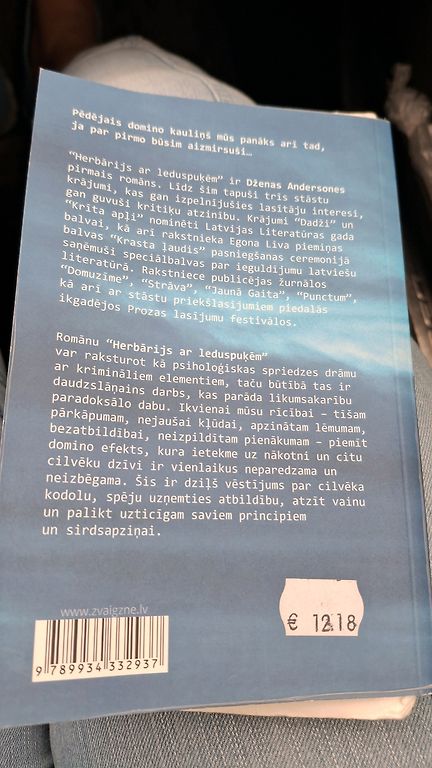 Pēdējais domino kauliņš mūs panāks arī tad,
ja par pirmo būsim aizmirsuši…
"Herbārijs ar leduspuķēm" ir Dženas Andersones
pirmais romāns. Līdz šim tapuši trīs stāstu
krājumi, kas gan izpelnījušies lasītāju interesi,
gan guvuši kritiķu atzinību. Krājumi "Dadži" un
"Krīta apļi" nominēti Latvijas Literatūras gada
balvai, kā arī rakstnieka Egona Līva piemiņas
balvas "Krasta ļaudis" pasniegšanas ceremonijā
saņēmuši speciālbalvas par ieguldījumu latviešu
literatūrā. Rakstniece publicējas žurnālos
"Domuzīme", "Strāva", "Jaunā Gaita", "Punctum",
kā arī ar stāstu priekšlasījumiem piedalās
ikgadējos Prozas lasījumu festivālos.
Romānu "Herbārijs ar leduspuķēm"
var raksturot kā psiholoģiskas spriedzes drāmu
ar krimināliem elementiem, taču būtībā tas ir
daudzslāņains darbs, kas parāda likumsakarību
paradoksālo dabu. Ikvienai mūsu rīcībai – tīšam
pārkāpumam, nejaušai kļūdai, apzinātam lēmumam,
bezatbildībai, neizpildītam pienākumam – piemīt
domino efekts, kura ietekme uz nākotni un citu
cilvēku dzīvi ir vienlaikus neparedzama un
neizbēgama. Šis ir dziļš vēstījums par cilvēka
kodolu, spēju uzņemties atbildību, atzīt vainu
un palikt uzticīgam saviem principiem
un sirdsapziņai.
www.zvaigzne.lv
€ 12.18
9 789934 332937